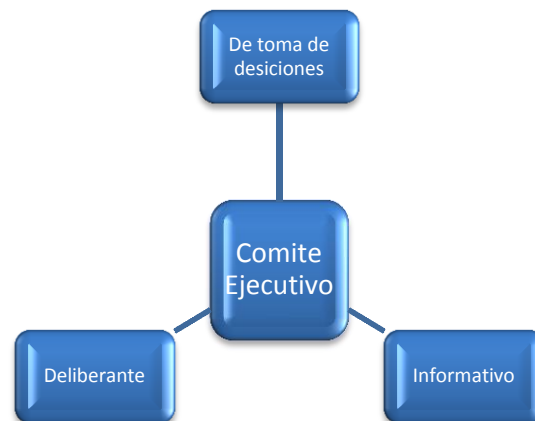 De toma de
desiciones
Comite
Ejecutivo
Deliberante
Informativo